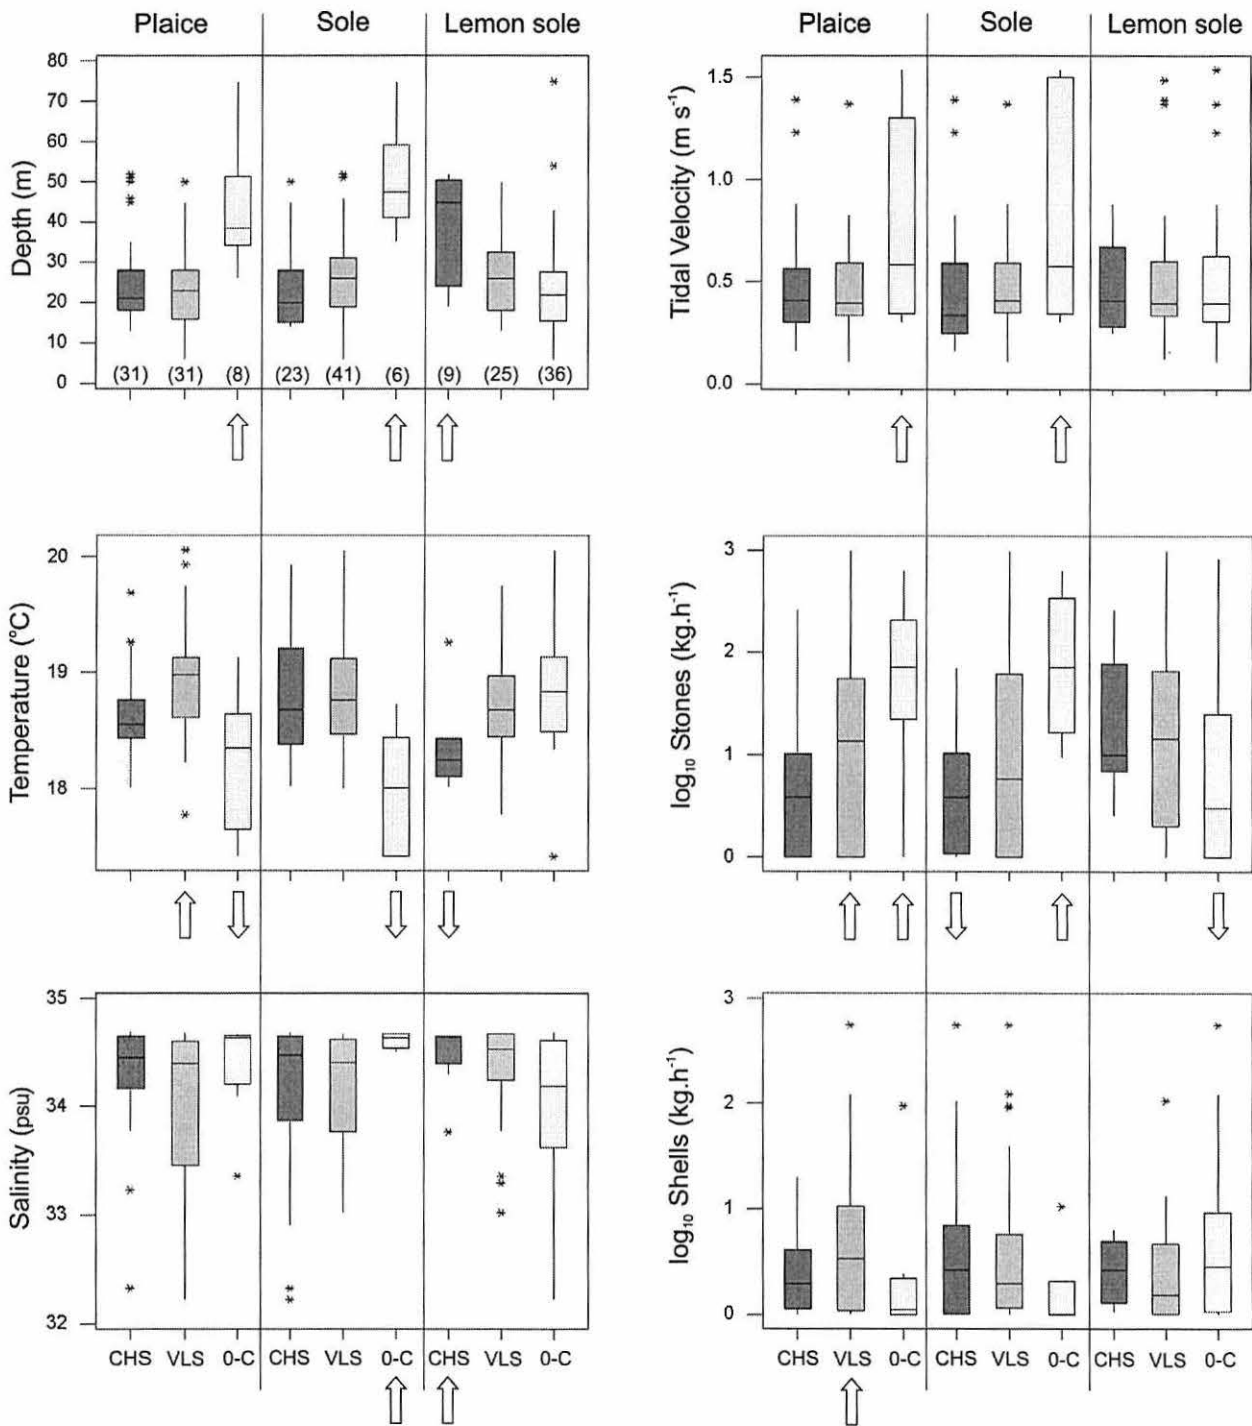 Plaice Sole Lemon sole Plaice Sole Lemon sole
Depth (m)
80
70
60
50
40
30
20
10
0
(31) (31) (8) (23) (41) (6) (9) (25) (36)
Tidal Velocity (m s⁻¹)
1.5
1.0
0.5
0.0
Temperature (°C)
20
19
18
log₁₀ Stones (kg.h⁻¹)
3
2
1
0
Salinity (psu)
35
34
33
32
log₁₀ Shells (kg.h⁻¹)
3
2
1
0
CHS VLS 0-C CHS VLS 0-C CHS VLS 0-C
CHS VLS 0-C CHS VLS 0-C CHS VLS 0-C